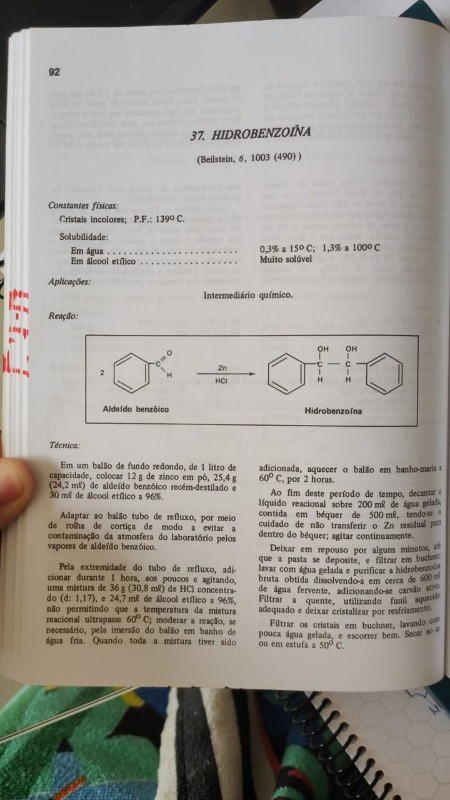 92
37. HIDROBENZOÍNA
(Beilstein, 6, 1003 (490) )
Constantes físicas:
Cristais incolores; P.F.: 139º C.
Solubilidade:
Em água . . . . . . . . . . . . . . . . . . . . . . . . 0,3% a 15º C; 1,3% a 100º C
Em álcool etílico . . . . . . . . . . . . . . . . . . Muito solúvel
Aplicações:
Intermediário químico.
Reação:
2
C
O
H
Zn
HCl
OH OH
C — C
H H
Aldeído benzóico
Hidrobenzoína
Técnica:
Em um balão de fundo redondo, de 1 litro de
capacidade, colocar 12 g de zinco em pó, 25,4 g
(24,2 mℓ) de aldeído benzóico recém-destilado e
30 mℓ de álcool etílico a 96%.
Adaptar ao balão tubo de refluxo, por meio
de rolha de cortiça de modo a evitar a
contaminação da atmosfera do laboratório pelos
vapores de aldeído benzóico.
Pela extremidade do tubo de refluxo, adi-
cionar durante 1 hora, aos poucos e agitando,
uma mistura de 36 g (30,8 mℓ) de HCl concentra-
do (d: 1,17), e 24,7 mℓ de álcool etílico a 96%,
não permitindo que a temperatura da mistura
reacional ultrapasse 60º C; moderar a reação, se
necessário, pela imersão do balão em banho de
água fria. Quando toda a mistura tiver sido
adicionada, aquecer o balão em banho-maria a
60º C, por 2 horas.
Ao fim deste período de tempo, decantar o
líquido reacional sobre 200 mℓ de água gelada,
contida em béquer de 500 mℓ, tendo-se o
cuidado de não transferir o Zn residual para
dentro do béquer; agitar continuamente.
Deixar em repouso por alguns minutos, até
que a pasta se deposite, e filtrar em buchner;
lavar com água gelada e purificar a hidrobenzoína
bruta obtida dissolvendo-a em cerca de 600 mℓ
de água fervente, adicionando-se carvão ativo.
Filtrar a quente, utilizando funil aquecido
adequado e deixar cristalizar por resfriamento.
Filtrar os cristais em buchner, lavando com
pouca água gelada, e escorrer bem. Secar ao ar
ou em estufa a 50º C.